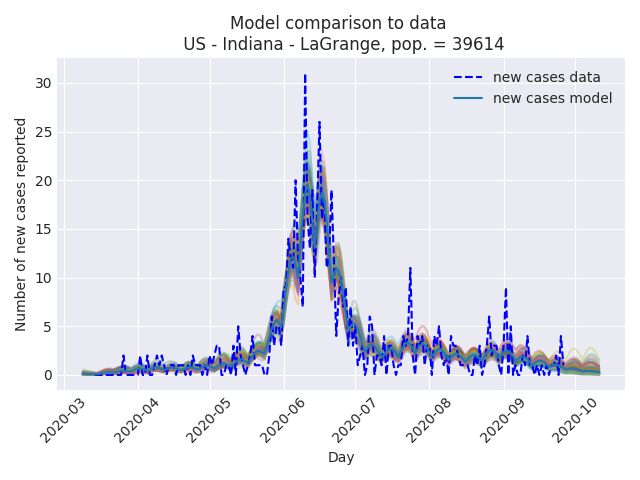 Model comparison to data
US - Indiana - LaGrange, pop. = 39614
new cases data
new cases model
Number of new cases reported
30
25
20
15
10
5
0
2020-03
2020-04
2020-05
2020-06
2020-07
2020-08
2020-09
2020-10
Day